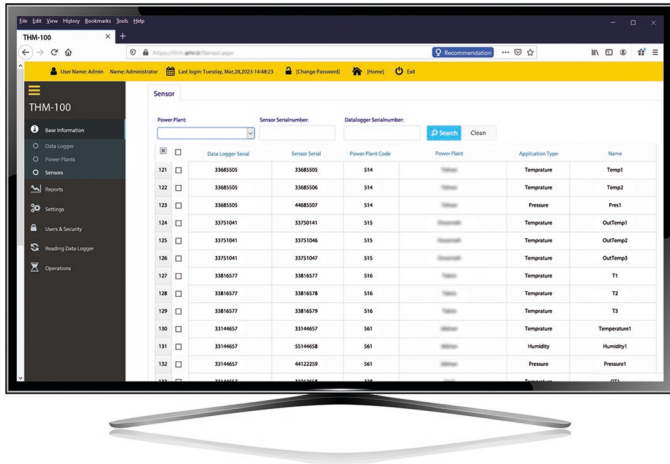 File Edit View History Bookmarks Tools Help
THM-100 × +
Recommendation
User Name: Admin Name: Administrator Last login: Tuesday, Mar,28,2023-14:48:23 [Change Password] [Home] Exit
THM-100
Base Information
Data Logger
Power Plants
Sensors
Reports
Settings
Users & Security
Reading Data Logger
Operations
Sensor
Power Plant: Sensor Serialnumber: Datalogger Serialnumber:
Search Clean
Data Logger Serial Sensor Serial Power Plant Code Power Plant Application Type Name
121 33685505 33685505 514 Temprature Temp1
122 33685505 33685506 514 Temprature Temp2
123 33685505 44685507 514 Pressure Pres1
124 33751041 33750141 515 Temprature OutTemp1
125 33751041 33751046 515 Temprature OutTemp2
126 33751041 33751047 515 Temprature OutTemp3
127 33816577 33816577 516 Temprature T1
128 33816577 33816578 516 Temprature T2
129 33816577 33816579 516 Temprature T3
130 33144657 33144657 561 Temprature Temperature1
131 33144657 55144658 561 Humidity Humidity1
132 33144657 44122259 561 Pressure Pressure1